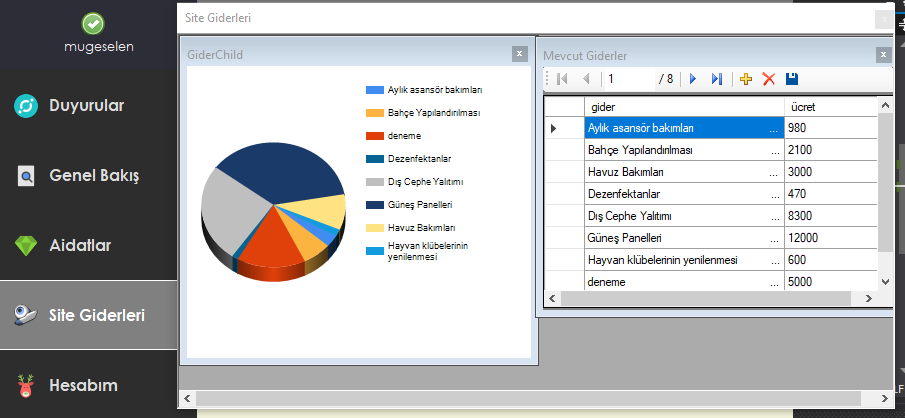 mugeselen
Duyurular
Genel Bakış
Aidatlar
Site Giderleri
Hesabım
Site Giderleri
GiderChild
Aylık asansör bakımları
Bahçe Yapılandırılması
deneme
Dezenfektanlar
Dış Cephe Yalıtımı
Güneş Panelleri
Havuz Bakımları
Hayvan klübelerinin
yenilenmesi
Mevcut Giderler
1 / 8
gider ücret
Aylık asansör bakımları ... 980
Bahçe Yapılandırılması ... 2100
Havuz Bakımları ... 3000
Dezenfektanlar ... 470
Dış Cephe Yalıtımı ... 8300
Güneş Panelleri ... 12000
Hayvan klübelerinin yenilenmesi ... 600
deneme ... 5000
LF